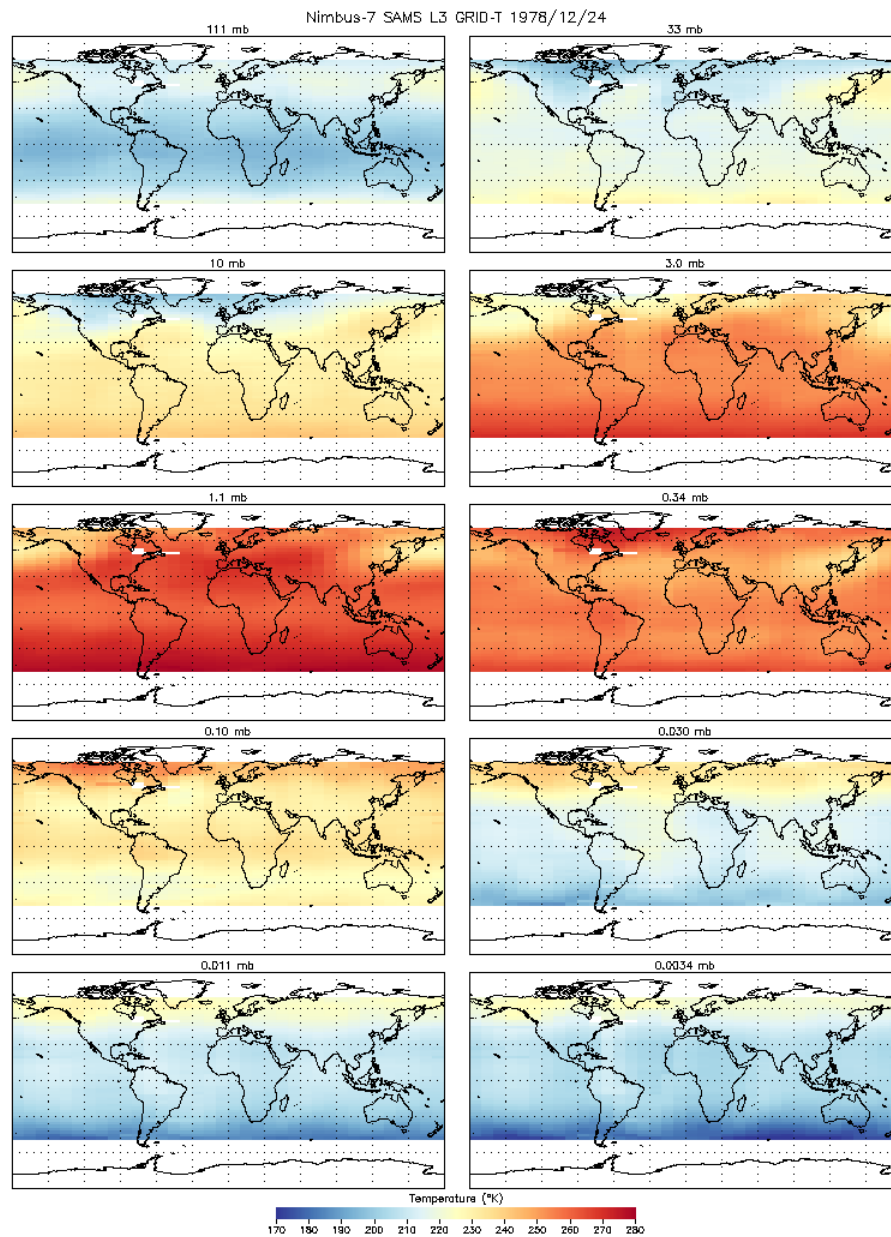 Nimbus-7 SAMS L3 GRID-T 1978/12/24
111 mb
33 mb
10 mb
3.0 mb
1.1 mb
0.34 mb
0.10 mb
0.030 mb
0.011 mb
0.0034 mb
Temperature (°K)
170 180 190 200 210 220 230 240 250 260 270 280